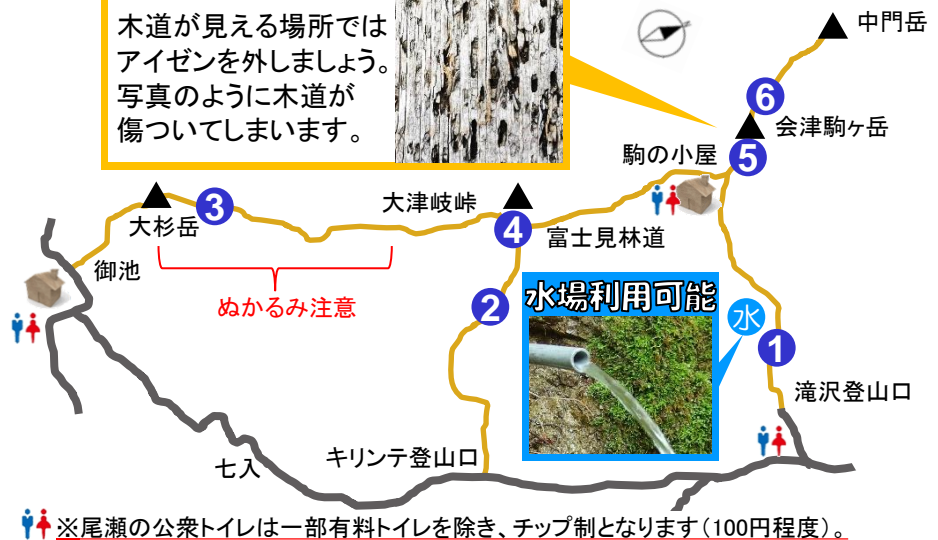 木道が見える場所では
アイゼンを外しましょう。
写真のように木道が
傷ついてしまいます。
中門岳
6
会津駒ヶ岳
5
駒の小屋
大津岐峠
3
大杉岳
4
富士見林道
御池
ぬかるみ注意
水場利用可能
2
水
1
滝沢登山口
キリンテ登山口
七入
※尾瀬の公衆トイレは一部有料トイレを除き、チップ制となります(100円程度)。